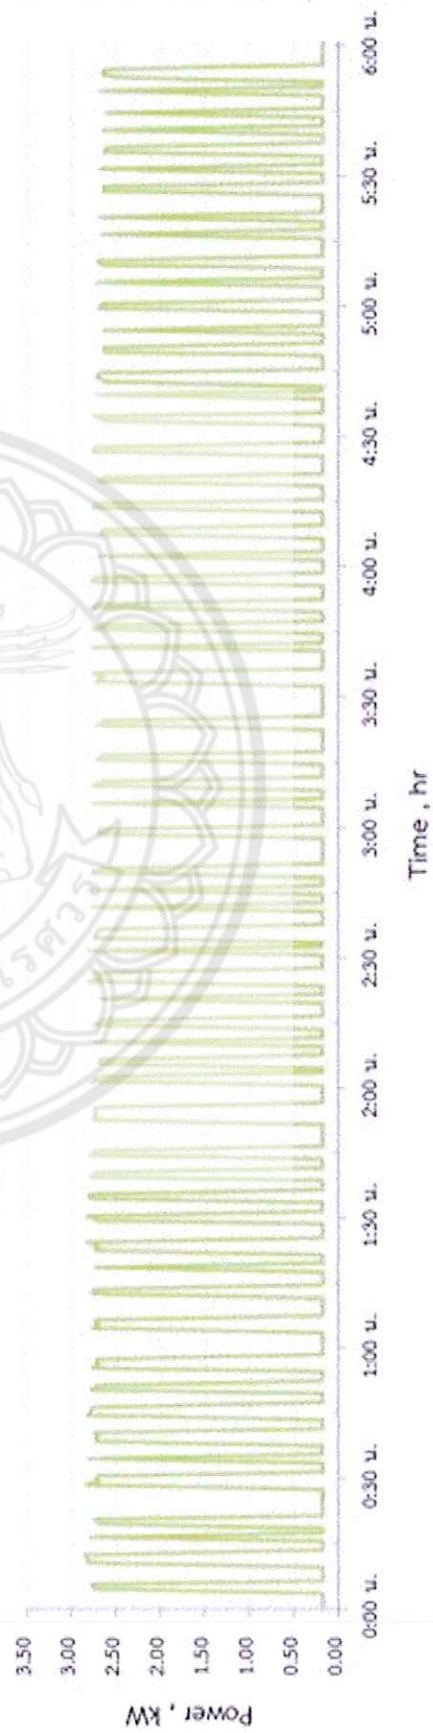 3.50
3.00
2.50
2.00
1.50
1.00
0.50
0.00
Power , kW
0:00 น.
0:30 น.
1:00 น.
1:30 น.
2:00 น.
2:30 น.
3:00 น.
3:30 น.
4:00 น.
4:30 น.
5:00 น.
5:30 น.
6:00 น.
Time , hr